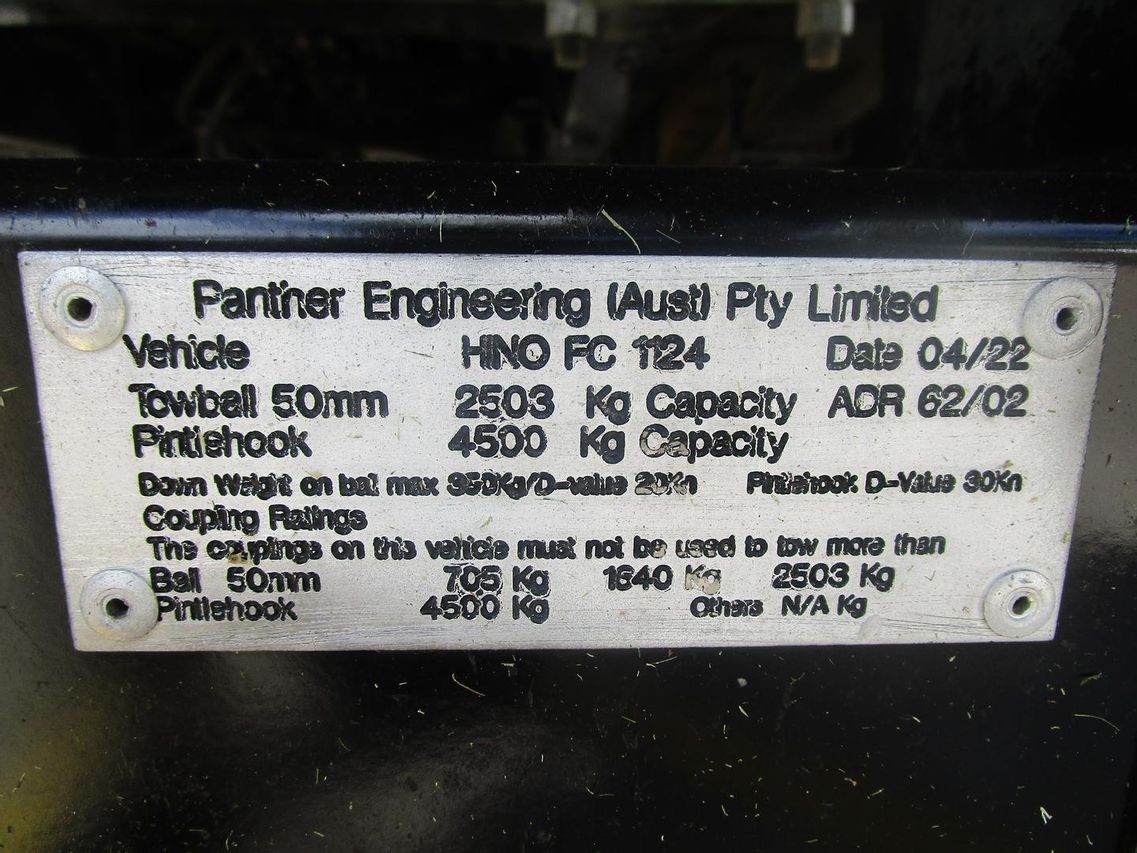 Panther Engineering (Aust) Pty Limited
Vehicle HINO FC 1124 Date 04/22
Towball 50mm 2503 Kg Capacity ADR 62/02
Pintlehook 4500 Kg Capacity
Down Weight on ball max 350Kg/D-value 20Kn Pintlehook D-Value 30Kn
Coupling Ratings
The couplings on this vehicle must not be used to tow more than
Ball 50mm 705 Kg 1640 Kg 2503 Kg
Pintlehook 4500 Kg Others N/A Kg